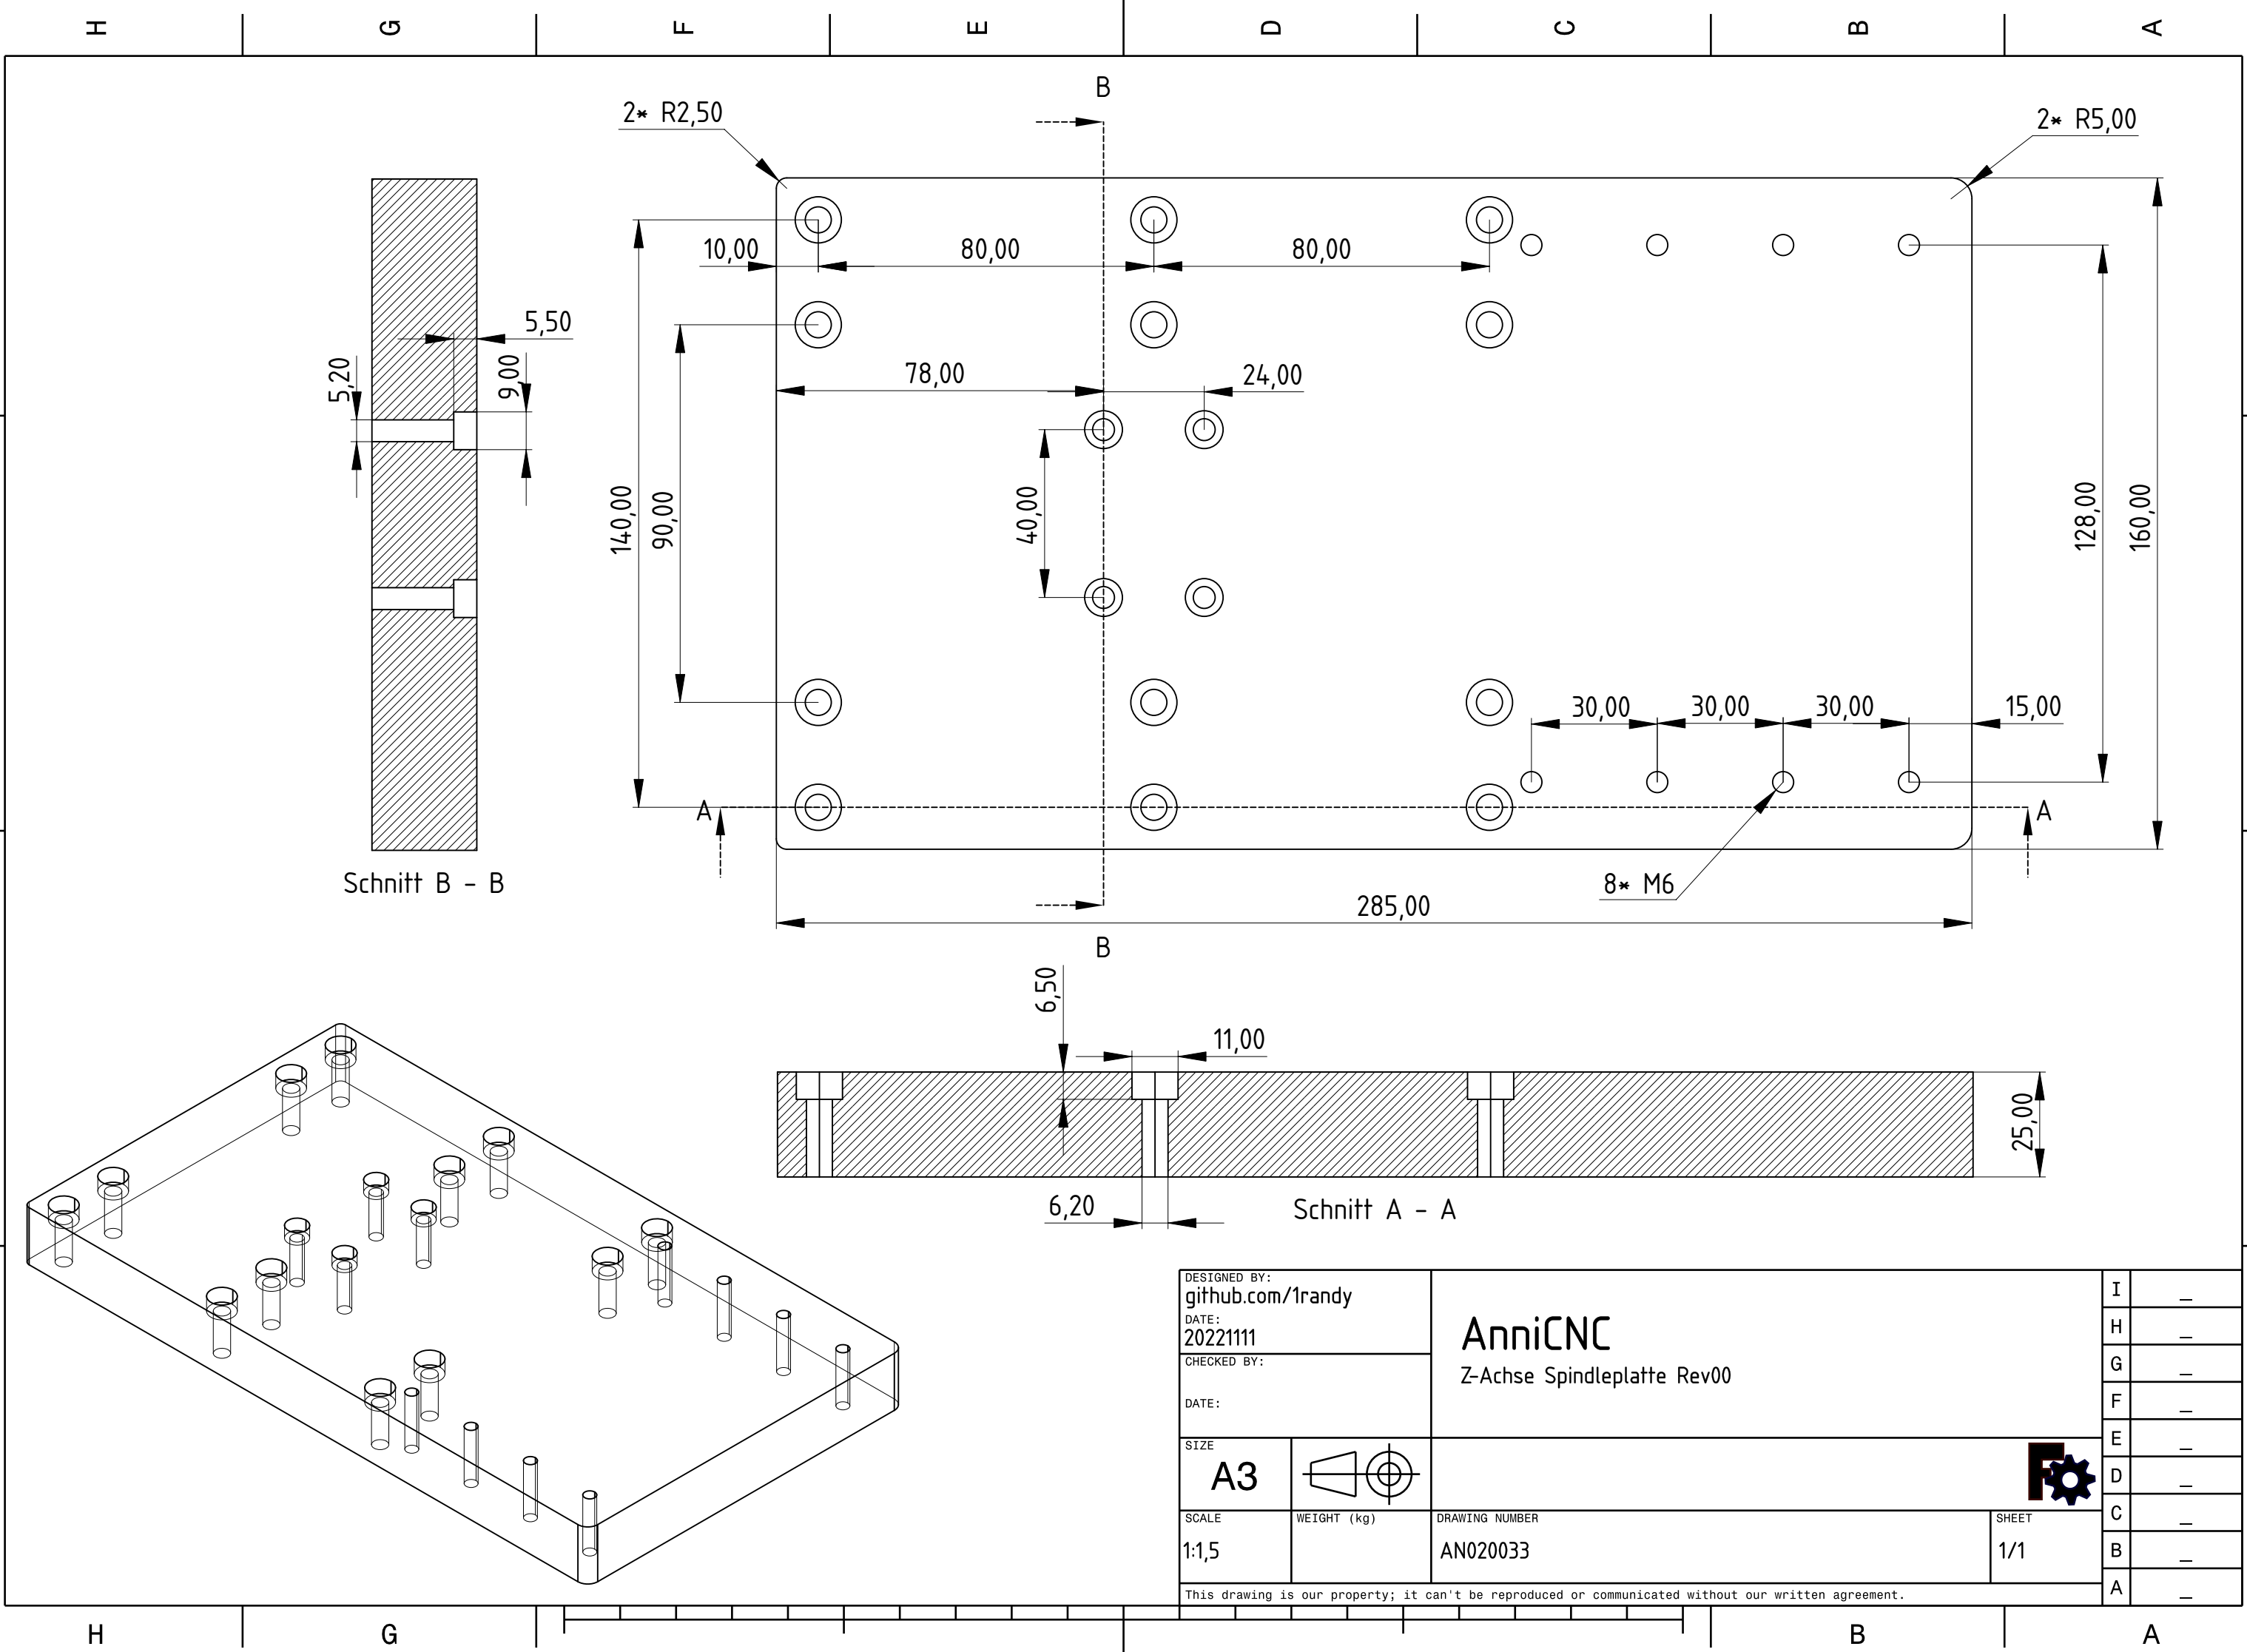 H G F E D C B A
B
2* R2,50
2* R5,00
10,00 80,00 80,00
5,50
5,20
9,00
78,00 24,00
140,00
90,00
40,00
128,00
160,00
30,00 30,00 30,00 15,00
A A
8* M6
Schnitt B - B
285,00
B
6,50
11,00
25,00
6,20
Schnitt A - A
DESIGNED BY:
github.com/1randy
DATE:
20221111
CHECKED BY:
DATE:
AnniCNC
Z-Achse Spindleplatte Rev00
SIZE
A3
SCALE
1:1,5
WEIGHT (kg)
DRAWING NUMBER
AN020033
SHEET
1/1
I _
H _
G _
F _
E _
D _
C _
B _
A _
This drawing is our property; it can't be reproduced or communicated without our written agreement.
H G B A